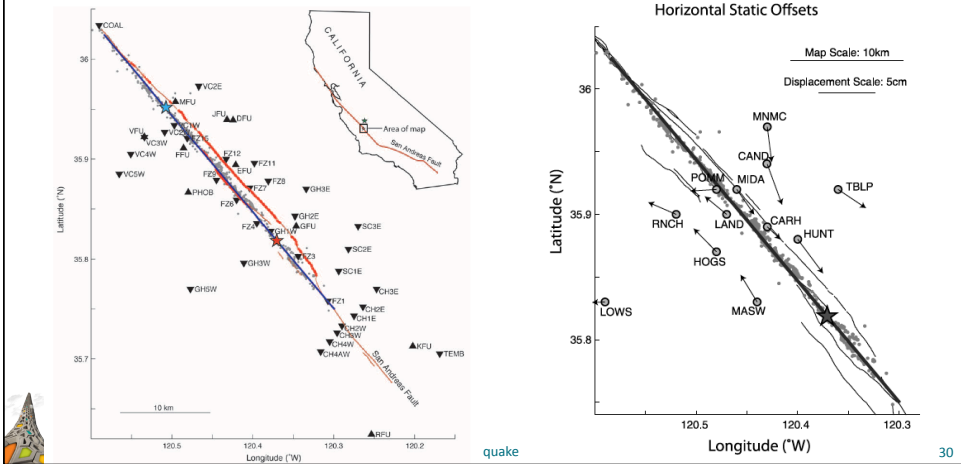 COAL
36
VC2E
MFU
JFU
DFU
VC1W
VFU
VC2W
FZ15
VC3W
FFU
35.9
VC4W
FZ12
FZ11
EFU
VC5W
FZ9
FZ8
FZ7
PHOB
GH3E
FZ6
GH2E
FZ4
GFU
SC3E
GH1W
35.8
SC2E
GH3W
FZ3
SC1E
GH5W
CH3E
FZ1
CH2E
CH1E
CH2W
CH3W
CH4W
KFU
35.7
CH4AW
TEMB
San Andreas Fault
10 km
RFU
120.5
120.4
120.3
120.2
Longitude (°W)
Latitude (°N)
CALIFORNIA
Area of map
San Andreas Fault
Horizontal Static Offsets
Map Scale: 10km
Displacement Scale: 5cm
36
MNMC
CAND
POMM
MIDA
TBLP
35.9
RNCH
LAND
CARH
HUNT
HOGS
LOWS
MASW
35.8
120.5
120.4
120.3
Longitude (°W)
Latitude (°N)
quake
30